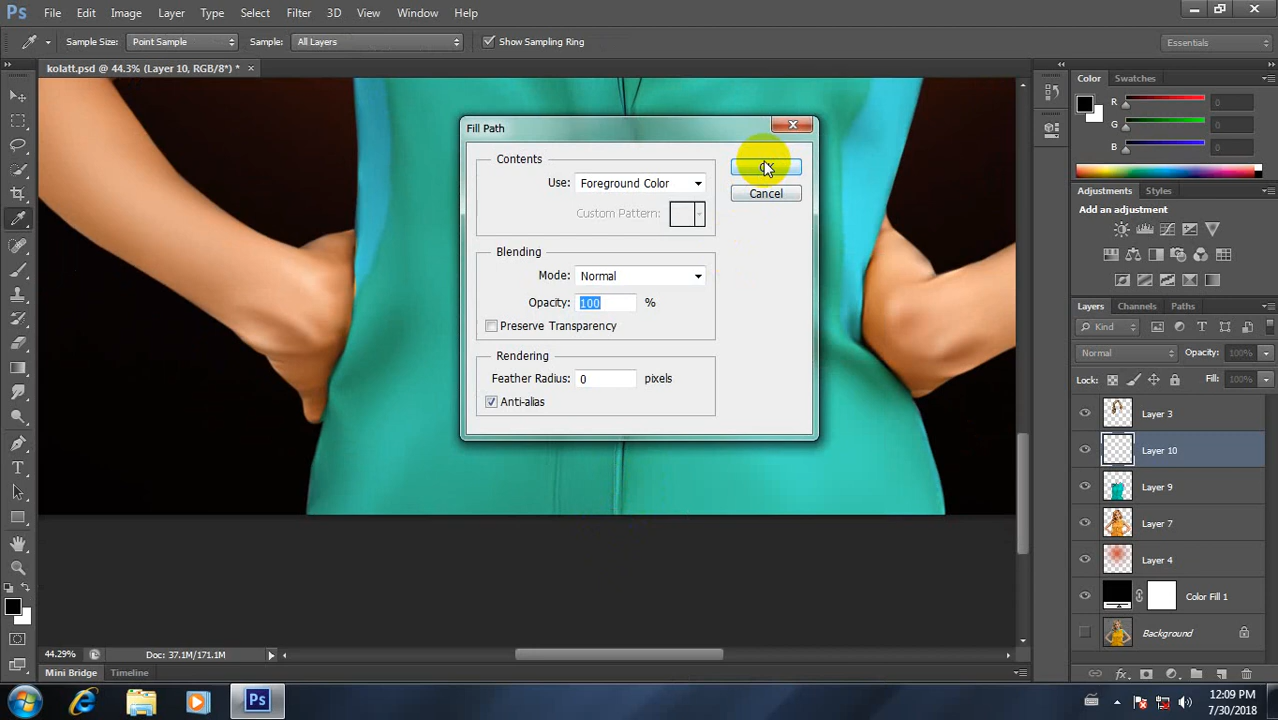 Ps File Edit Image Layer Type Select Filter 3D View Window Help
Sample Size: Point Sample Sample: All Layers Show Sampling Ring Essentials
kolatt.psd @ 44.3% (Layer 10, RGB/8*) * ×
Color Swatches
R 0
G 0
B 0
Adjustments Styles
Add an adjustment
Layers Channels Paths
Kind
Normal Opacity: 100%
Lock: Fill: 100%
Layer 3
Layer 10
Layer 9
Layer 7
Layer 4
Color Fill 1
Background
Fill Path
Contents
Use: Foreground Color
Custom Pattern:
Cancel
Blending
Mode: Normal
Opacity: 100 %
Preserve Transparency
Rendering
Feather Radius: 0 pixels
Anti-alias
44.29% Doc: 37.1M/171.1M
Mini Bridge Timeline
Ps
12:09 PM
7/30/2018